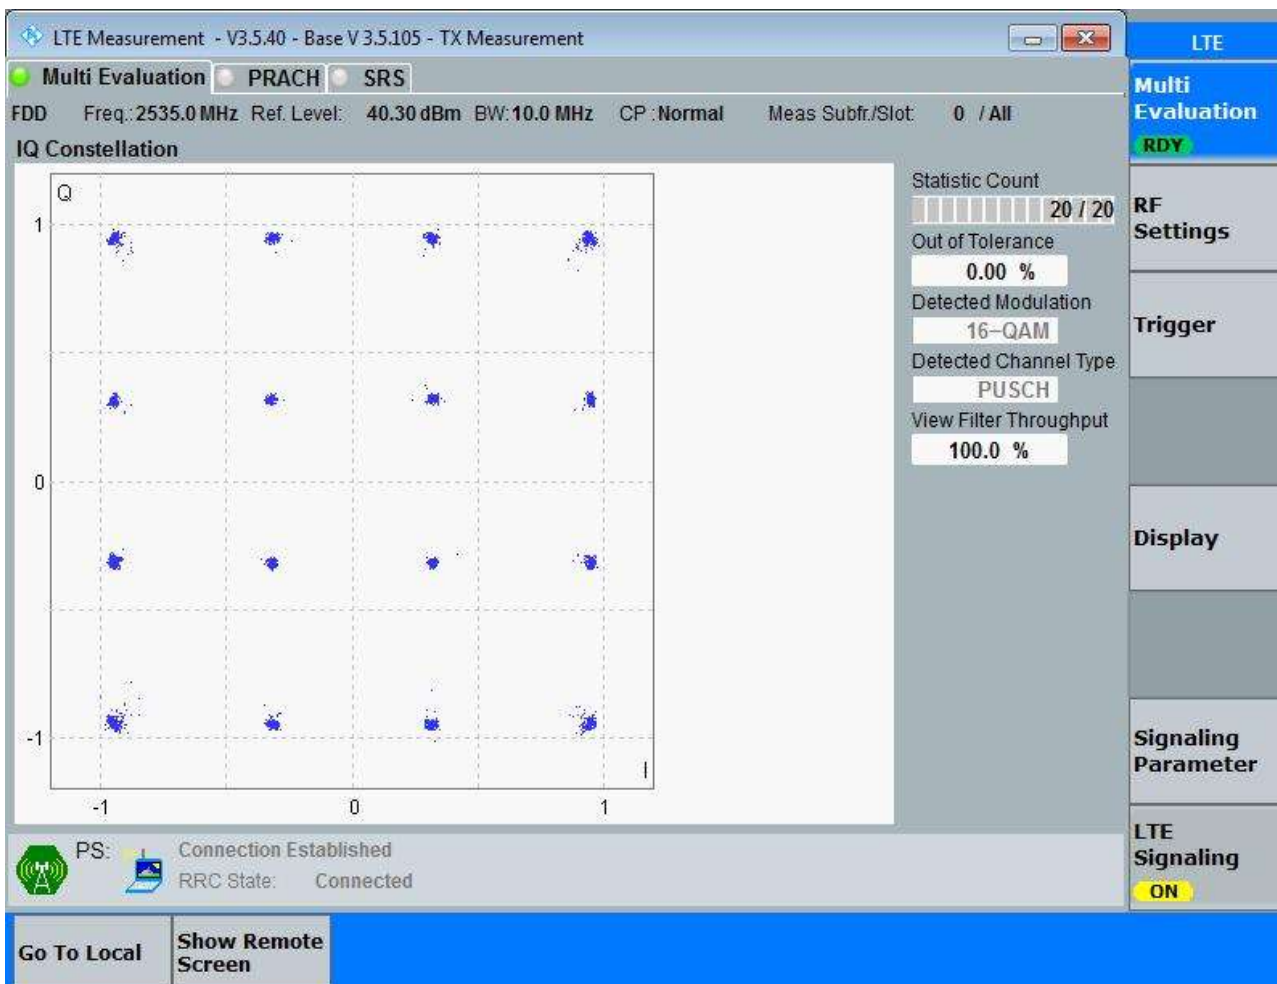 LTE Measurement - V3.5.40 - Base V 3.5.105 - TX Measurement
LTE
Multi Evaluation PRACH SRS
FDD Freq.: 2535.0 MHz Ref. Level: 40.30 dBm BW: 10.0 MHz CP : Normal Meas Subfr./Slot: 0 / All
IQ Constellation
Q
1
0
-1
I
-1 0 1
Statistic Count
20 / 20
Out of Tolerance
0.00 %
Detected Modulation
16-QAM
Detected Channel Type
PUSCH
View Filter Throughput
100.0 %
Multi
Evaluation
RDY
RF
Settings
Trigger
Display
Signaling
Parameter
LTE
Signaling
ON
PS: Connection Established
RRC State: Connected
Go To Local
Show Remote
Screen